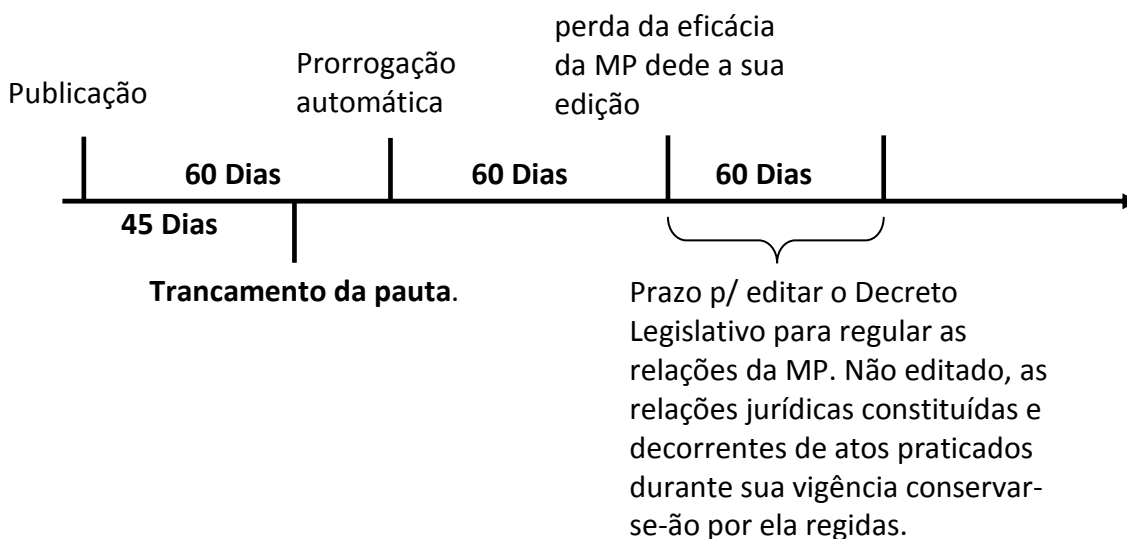 Publicação
Prorrogação
automática
perda da eficácia
da MP dede a sua
edição
60 Dias
60 Dias
60 Dias
45 Dias
Trancamento da pauta.
Prazo p/ editar o Decreto
Legislativo para regular as
relações da MP. Não editado, as
relações jurídicas constituídas e
decorrentes de atos praticados
durante sua vigência conservar-
se-ão por ela regidas.